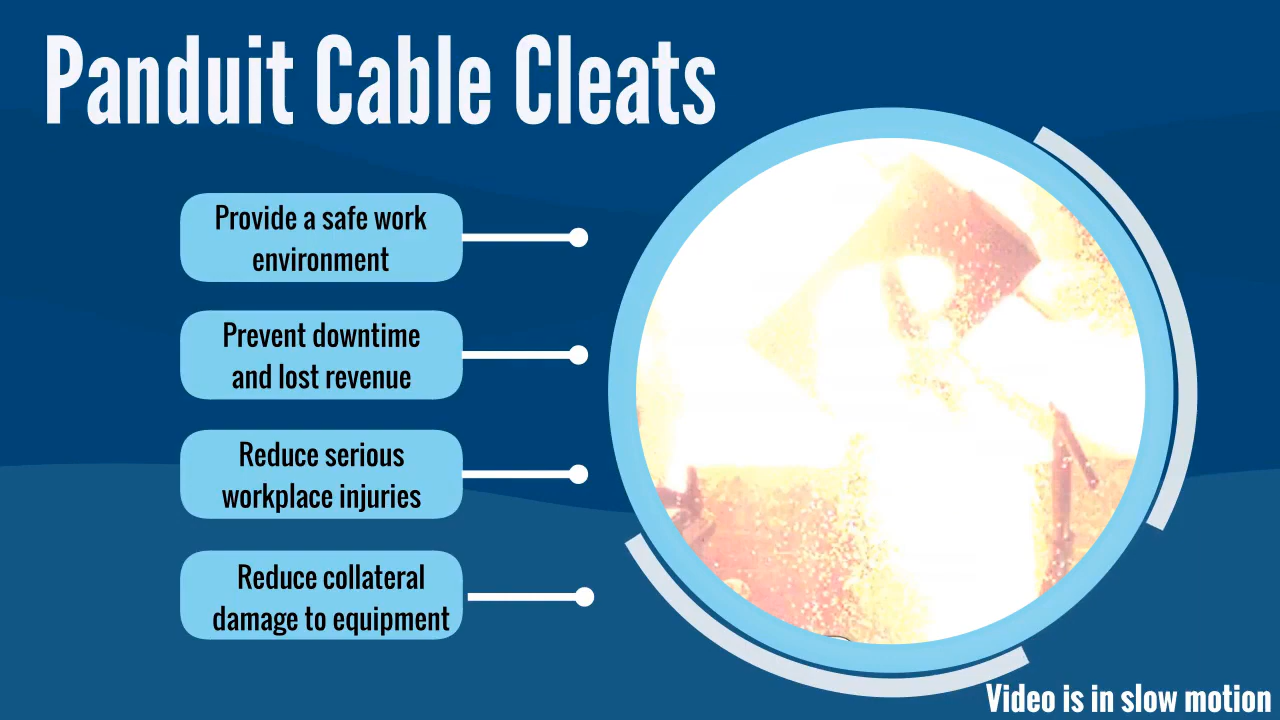 Panduit Cable Cleats
Provide a safe work
environment
Prevent downtime
and lost revenue
Reduce serious
workplace injuries
Reduce collateral
damage to equipment
Video is in slow motion